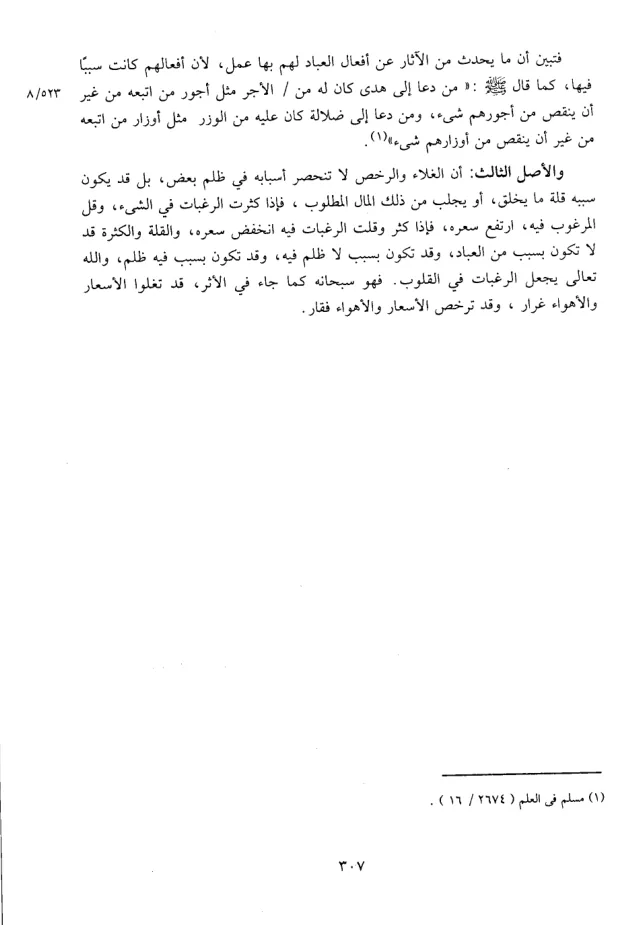 فتبين أن ما يحدث من الآثار عن أفعال العباد لهم بها عمل، لأن أفعالهم كانت سببًا
فيها، كما قال ﷺ :« من دعا إلى هدى كان له من / الأجر مثل أجور من اتبعه من غير ٨/٥٢٣
أن ينقص من أجورهم شىء، ومن دعا إلى ضلالة كان عليه من الوزر مثل أوزار من اتبعه
من غير أن ينقص من أوزارهم شىء»(١).
والأصل الثالث: أن الغلاء والرخص لا تنحصر أسبابه في ظلم بعض، بل قد يكون
سببه قلة ما يخلق، أو يجلب من ذلك المال المطلوب ، فإذا كثرت الرغبات في الشىء، وقل
المرغوب فيه، ارتفع سعره، فإذا كثر وقلت الرغبات فيه انخفض سعره، والقلة والكثرة قد
لا تكون بسبب من العباد، وقد تكون بسبب لا ظلم فيه، وقد تكون بسبب فيه ظلم، والله
تعالى يجعل الرغبات في القلوب. فهو سبحانه كما جاء في الأثر، قد تغلوا الأسعار
والأهواء غرار ، وقد ترخص الأسعار والأهواء فقار.
(١) مسلم فى العلم ( ٢٦٧٤ / ١٦ ) .
٣٠٧